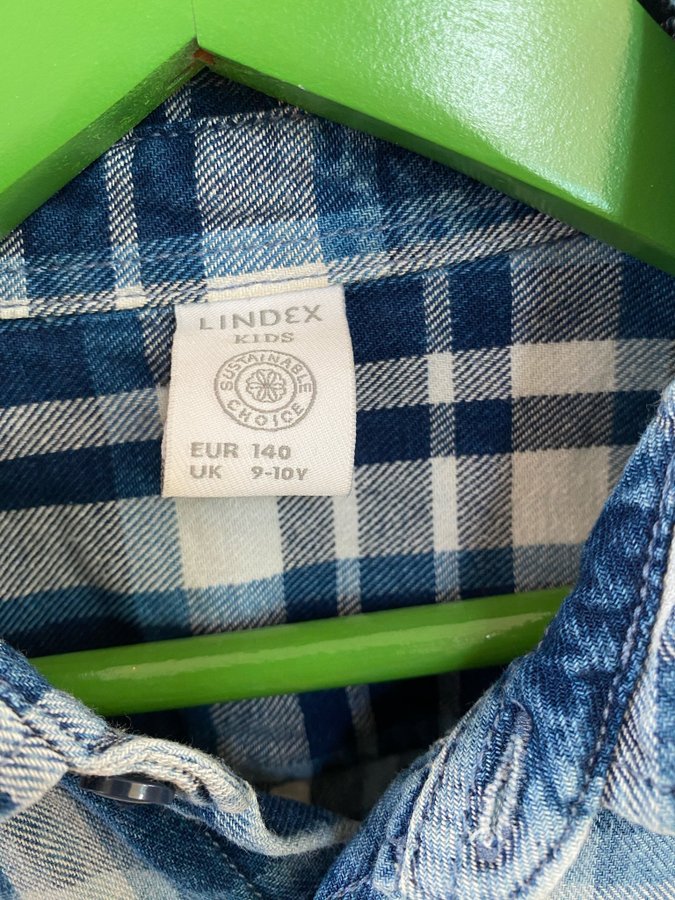 LINDEX
KIDS
SUSTAINABLE
CHOICE
EUR 140
UK 9-10Y